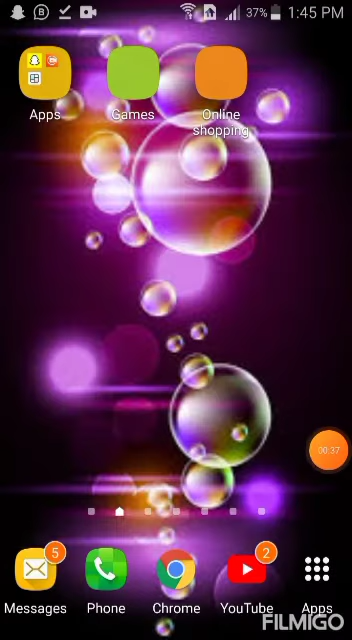 37% 1:45 PM
Apps
Games
Online
shopping
00:37
5
2
Messages
Phone
Chrome
YouTube
Apps
FILMIGO